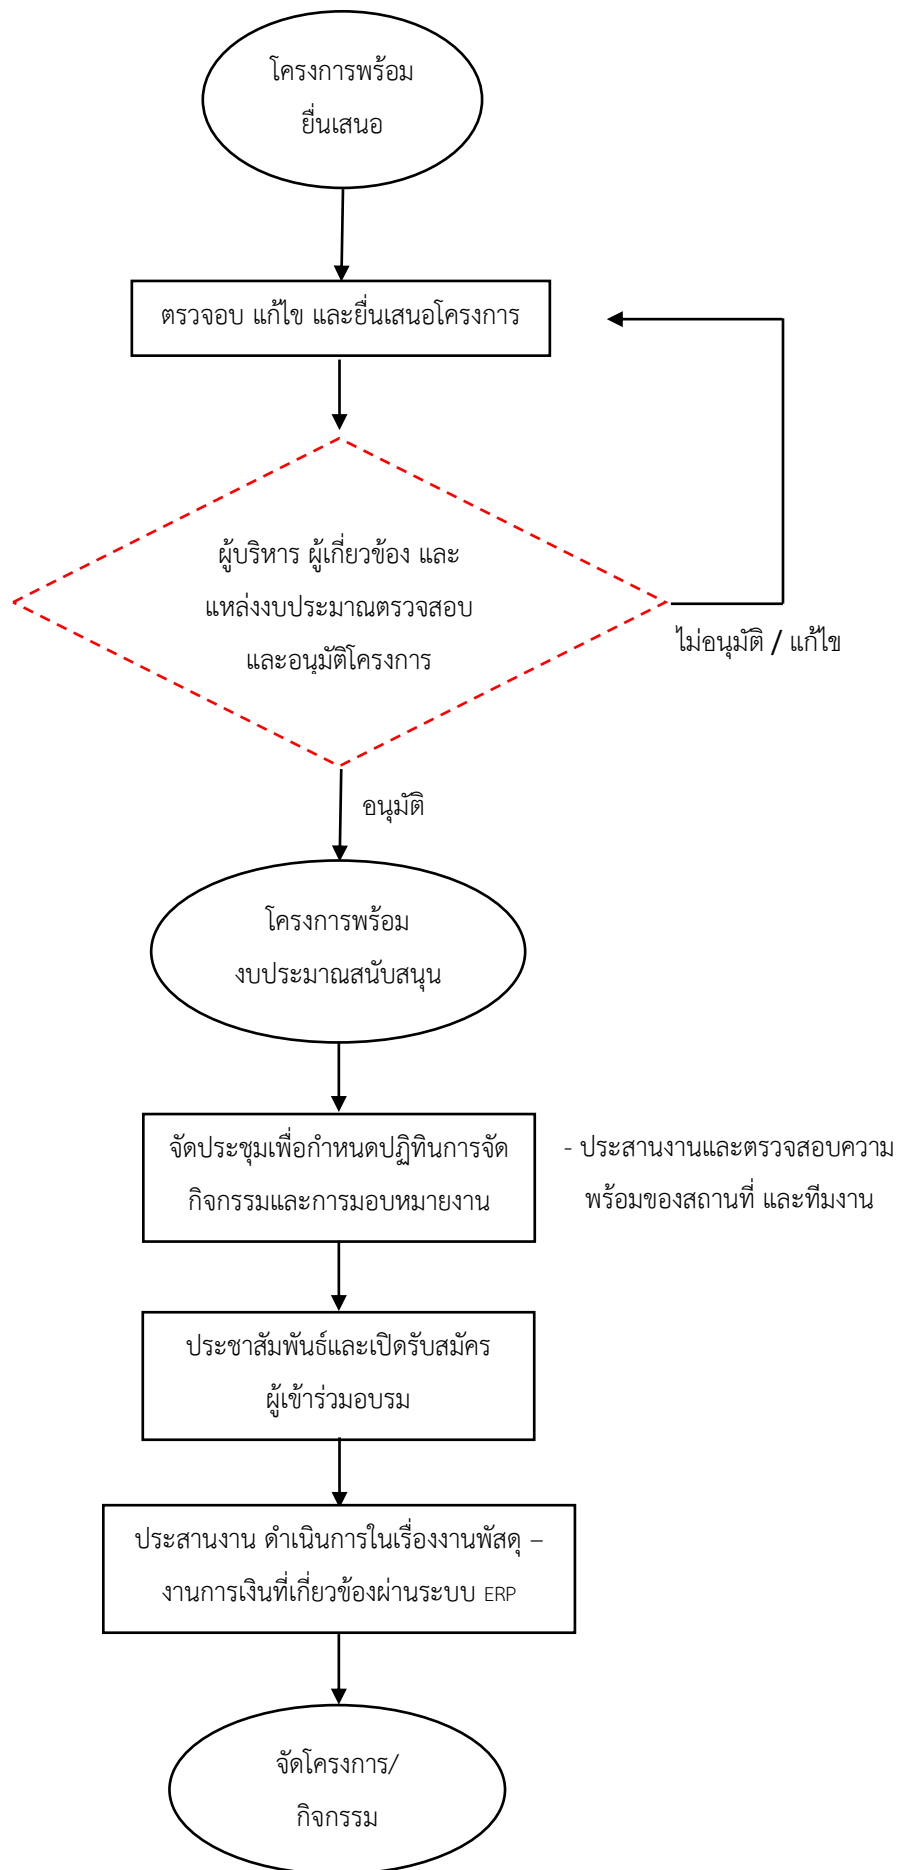 โครงการพร้อม
ยื่นเสนอ
ตรวจอบ แก้ไข และยื่นเสนอโครงการ
ผู้บริหาร ผู้เกี่ยวข้อง และ
แหล่งงบประมาณตรวจสอบ
และอนุมัติโครงการ
ไม่อนุมัติ / แก้ไข
อนุมัติ
โครงการพร้อม
งบประมาณสนับสนุน
จัดประชุมเพื่อกำหนดปฏิทินการจัด
กิจกรรมและการมอบหมายงาน
- ประสานงานและตรวจสอบความ
พร้อมของสถานที่ และทีมงาน
ประชาสัมพันธ์และเปิดรับสมัคร
ผู้เข้าร่วมอบรม
ประสานงาน ดำเนินการในเรื่องงานพัสดุ –
งานการเงินที่เกี่ยวข้องผ่านระบบ ERP
จัดโครงการ/
กิจกรรม